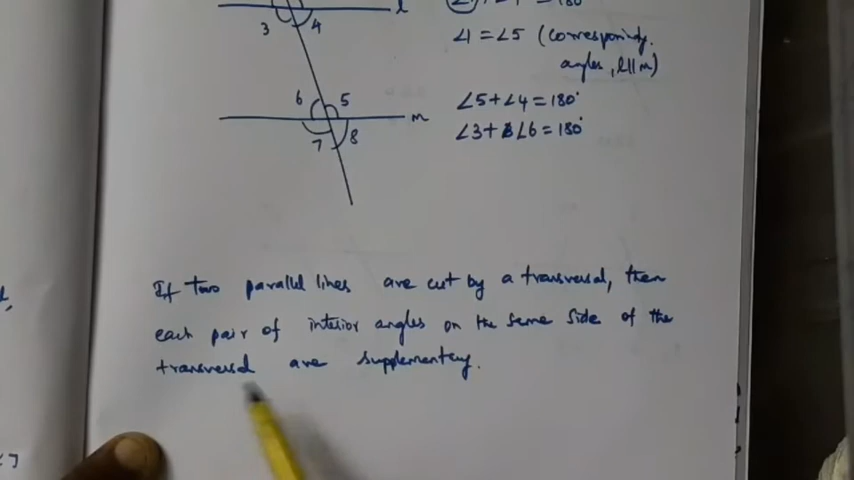 l
3 4
∠1 = ∠5 (corresponding
angles, l || m)
6 5
∠5 + ∠4 = 180°
m
∠3 + ∠6 = 180°
7 8
If two parallel lines are cut by a transversal, then
each pair of interior angles on the same side of the
transversal are supplementary.